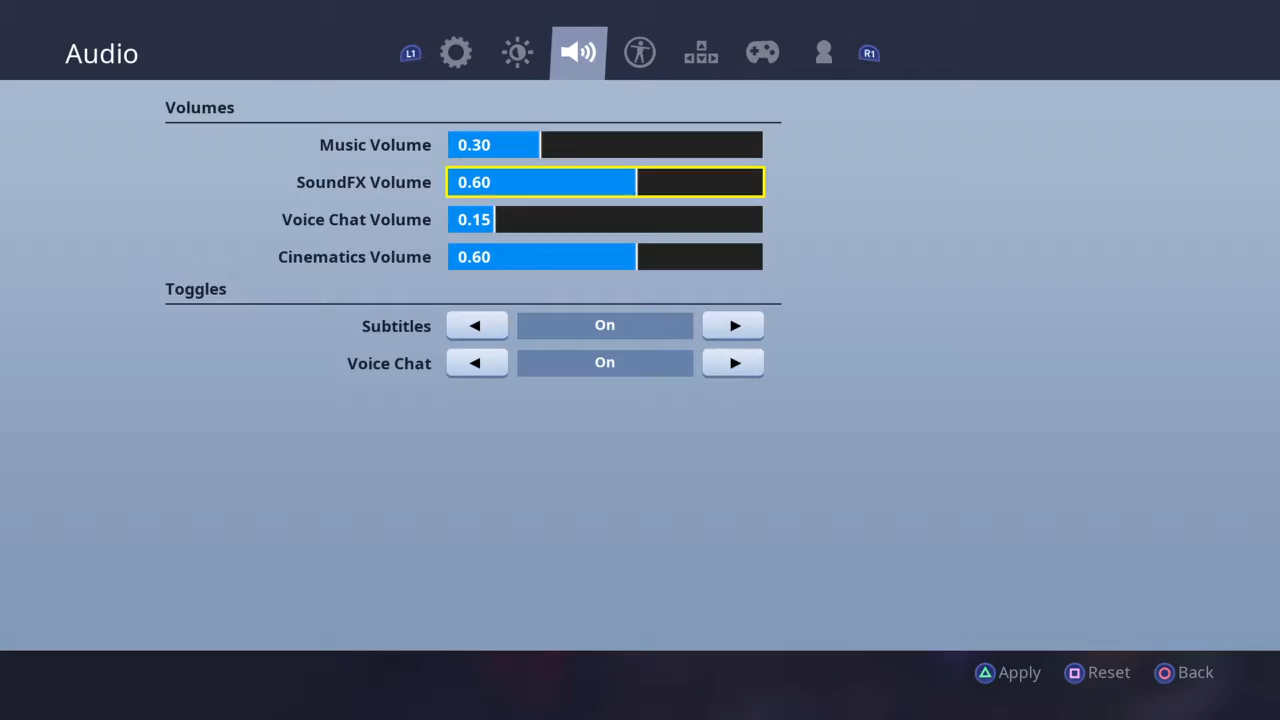 Audio
L1
R1
Volumes
Music Volume 0.30
SoundFX Volume 0.60
Voice Chat Volume 0.15
Cinematics Volume 0.60
Toggles
Subtitles On
Voice Chat On
Apply Reset Back